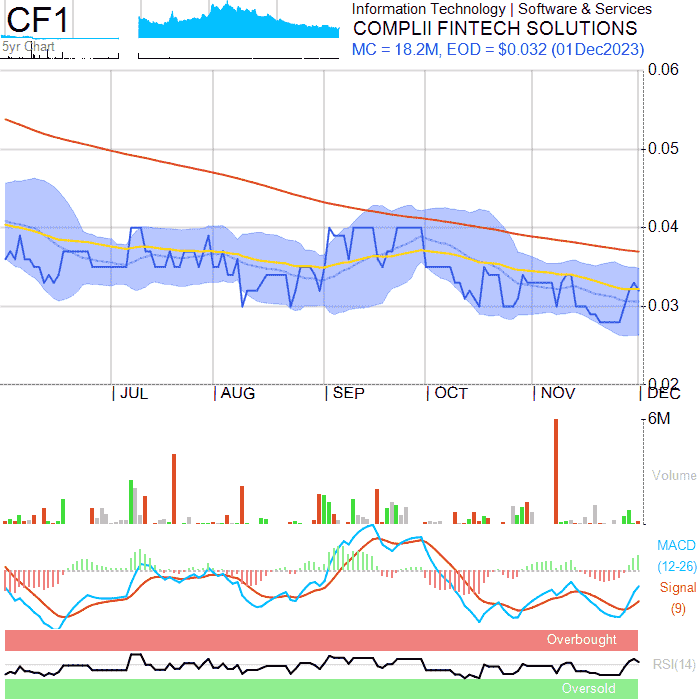 CF1
Information Technology | Software & Services
COMPLII FINTECH SOLUTIONS
MC = 18.2M, EOD = $0.032 (01Dec2023)
5yr Chart
0.06
0.05
0.04
0.03
0.02
JUL AUG SEP OCT NOV DEC
6M
Volume
MACD
(12-26)
Signal
(9)
Overbought
RSI(14)
Oversold